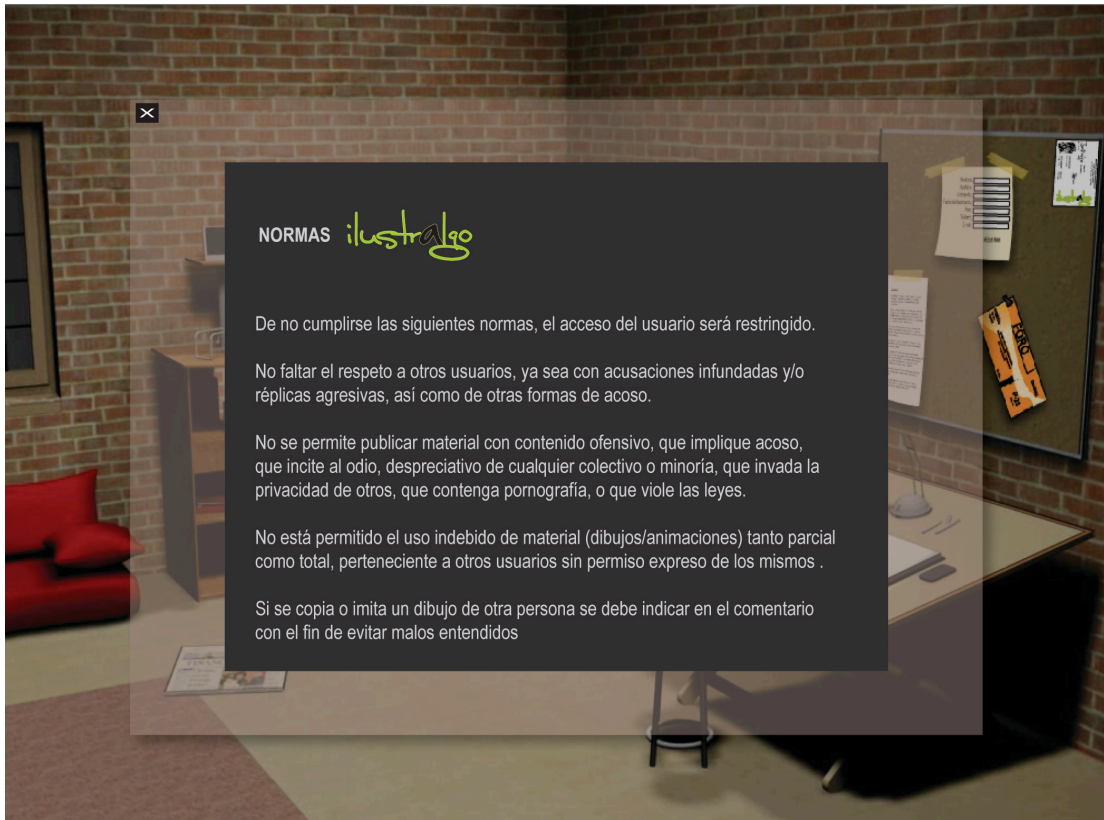 NORMAS ilustralgo
De no cumplirse las siguientes normas, el acceso del usuario será restringido.
No faltar el respeto a otros usuarios, ya sea con acusaciones infundadas y/o
réplicas agresivas, así como de otras formas de acoso.
No se permite publicar material con contenido ofensivo, que implique acoso,
que incite al odio, despreciativo de cualquier colectivo o minoría, que invada la
privacidad de otros, que contenga pornografía, o que viole las leyes.
No está permitido el uso indebido de material (dibujos/animaciones) tanto parcial
como total, perteneciente a otros usuarios sin permiso expreso de los mismos .
Si se copia o imita un dibujo de otra persona se debe indicar en el comentario
con el fin de evitar malos entendidos
FORO